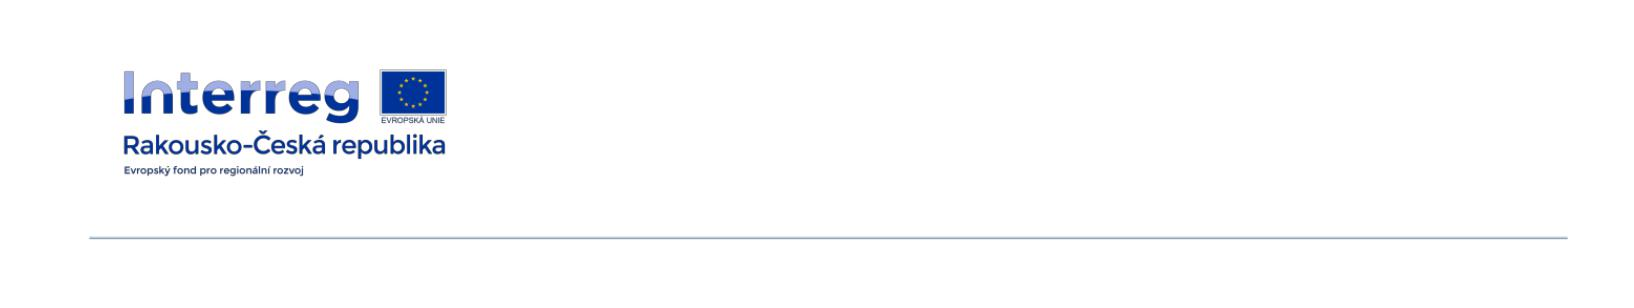 Interreg
EVROPSKÁ UNIE
Rakousko-Česká republika
Evropský fond pro regionální rozvoj